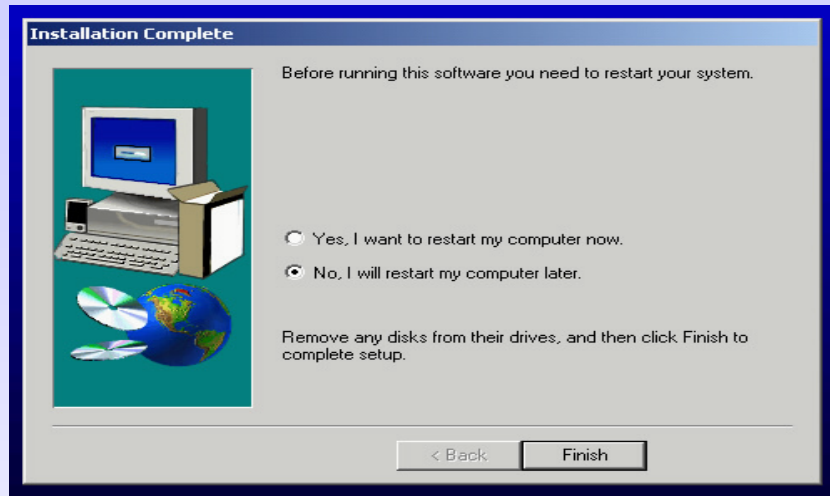 Installation Complete
Before running this software you need to restart your system.
Yes, I want to restart my computer now.
No, I will restart my computer later.
Remove any disks from their drives, and then click Finish to
complete setup.
< Back
Finish